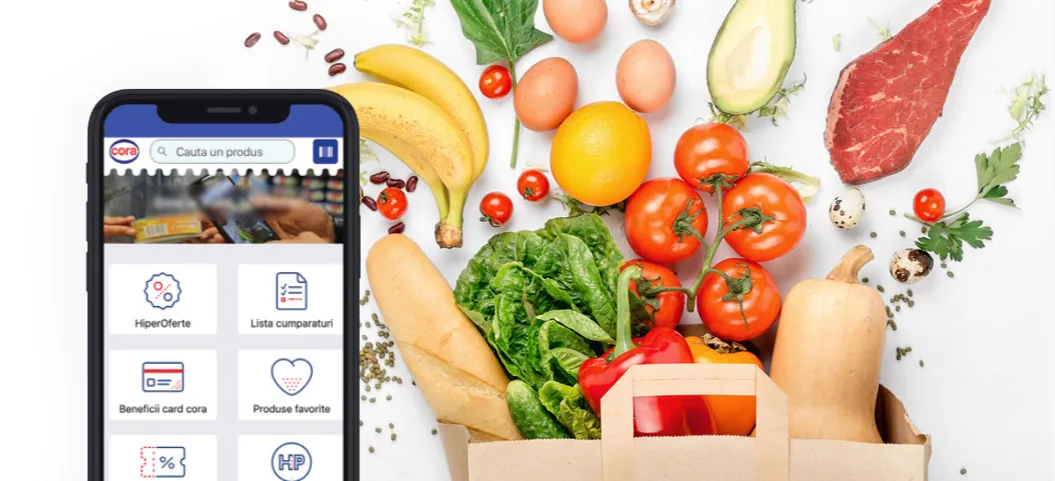 cora
Cauta un produs
HiperOferte
Lista cumparaturi
Beneficii card cora
Produse favorite
%
HP